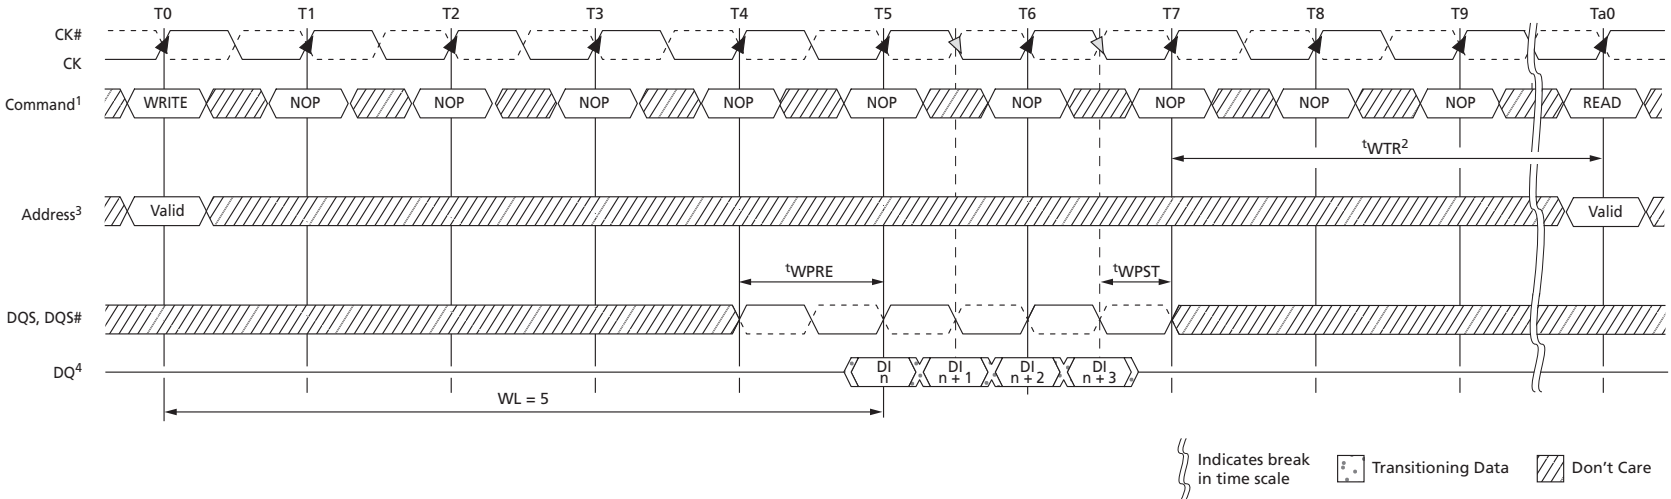 T0 T1 T2 T3 T4 T5 T6 T7 T8 T9 Ta0
CK#
CK
Command1 WRITE NOP NOP NOP NOP NOP NOP NOP NOP NOP READ
tWTR2
Address3 Valid Valid
tWPRE tWPST
DQS, DQS#
DQ4 DI n DI n + 1 DI n + 2 DI n + 3
WL = 5
Indicates break
in time scale
Transitioning Data
Don't Care